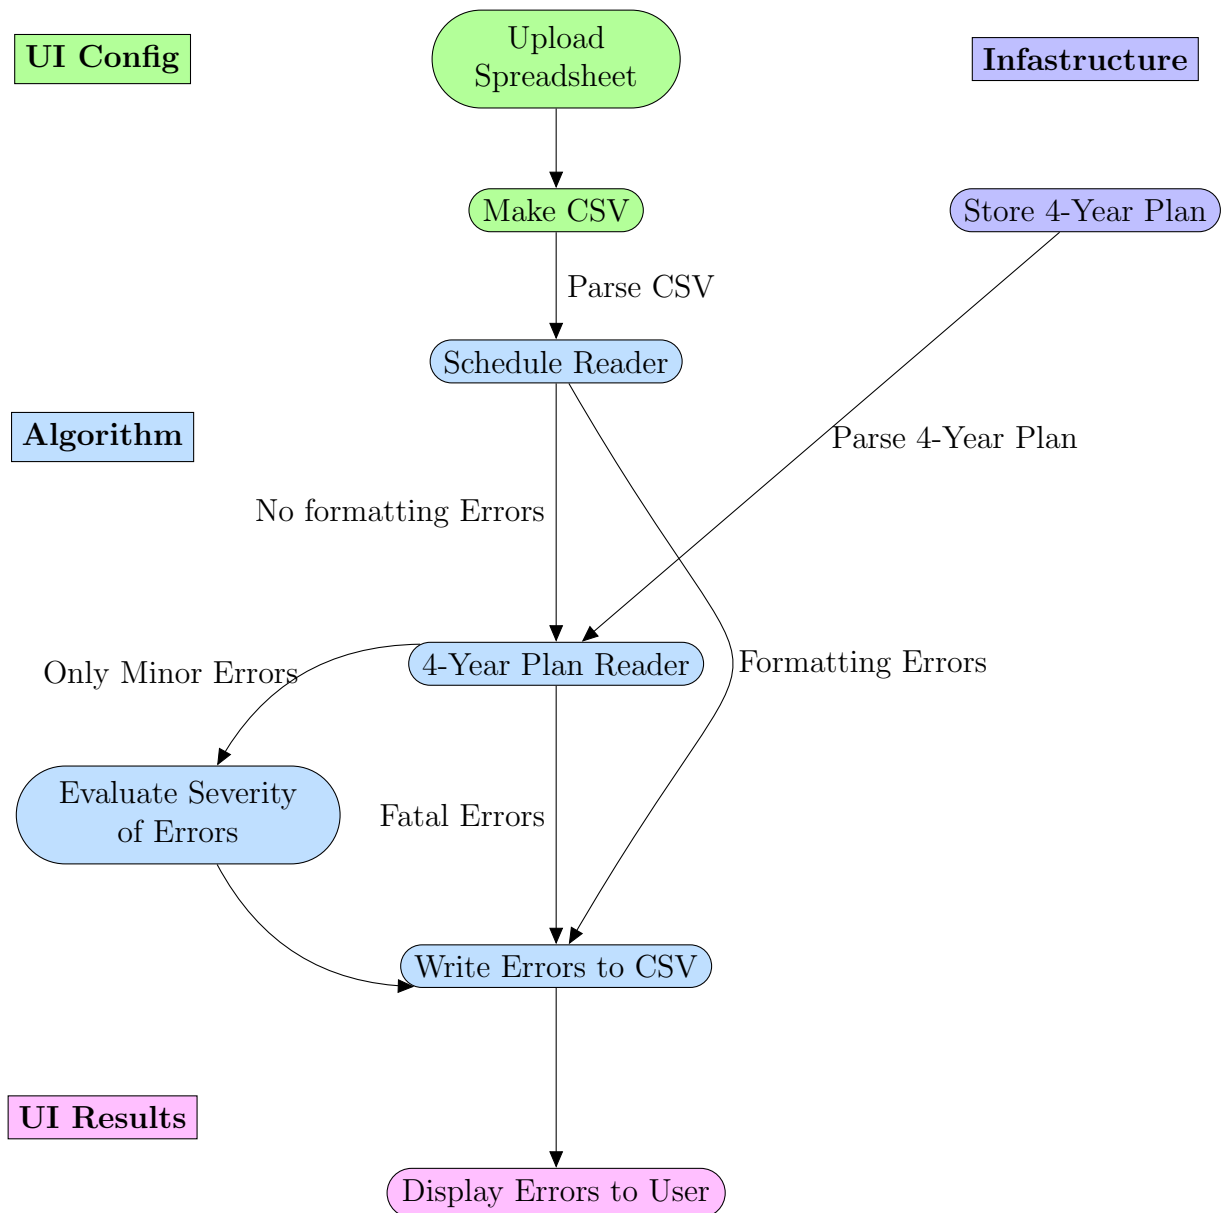 UI Config
Upload
Spreadsheet
Infastructure
Make CSV
Store 4-Year Plan
Parse CSV
Schedule Reader
Algorithm
Parse 4-Year Plan
No formatting Errors
4-Year Plan Reader
Formatting Errors
Only Minor Errors
Evaluate Severity
of Errors
Fatal Errors
Write Errors to CSV
UI Results
Display Errors to User